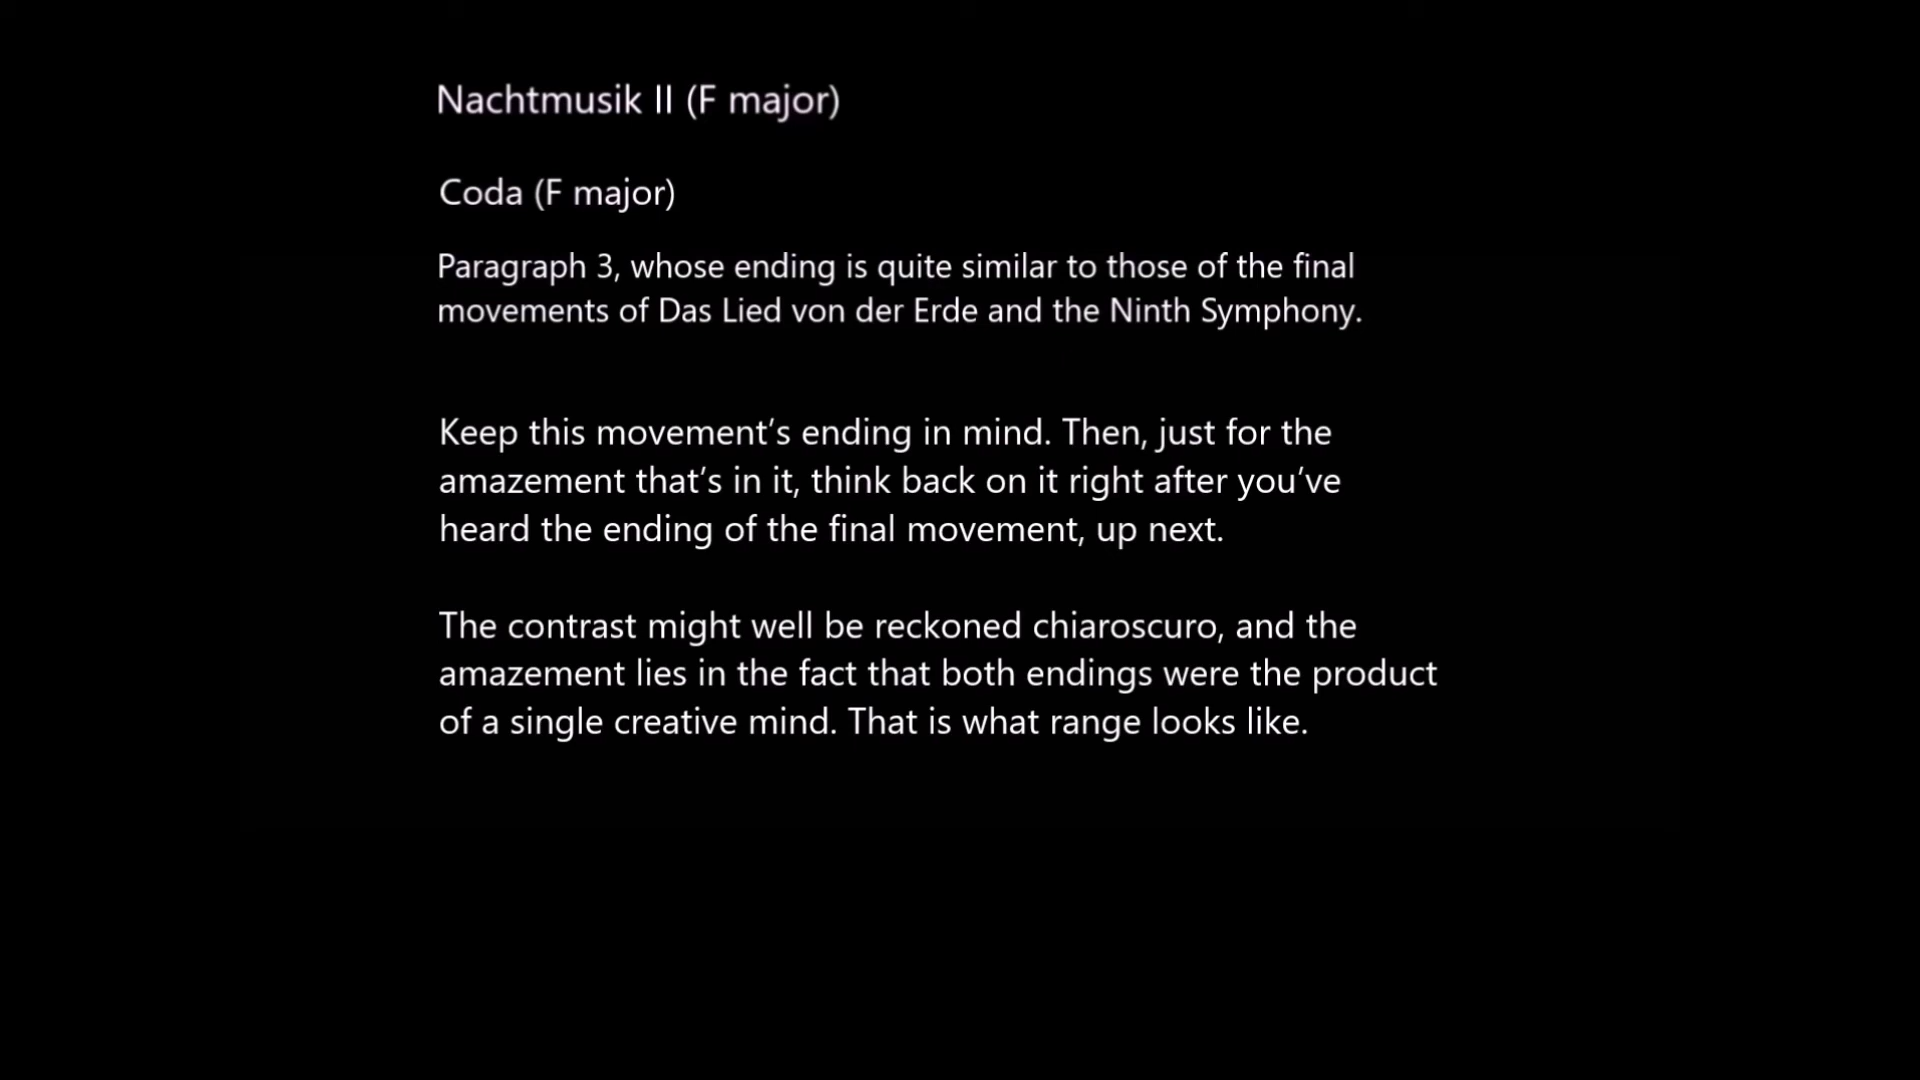 Nachtmusik II (F major)
Coda (F major)
Paragraph 3, whose ending is quite similar to those of the final
movements of Das Lied von der Erde and the Ninth Symphony.
Keep this movement’s ending in mind. Then, just for the
amazement that’s in it, think back on it right after you’ve
heard the ending of the final movement, up next.
The contrast might well be reckoned chiaroscuro, and the
amazement lies in the fact that both endings were the product
of a single creative mind. That is what range looks like.